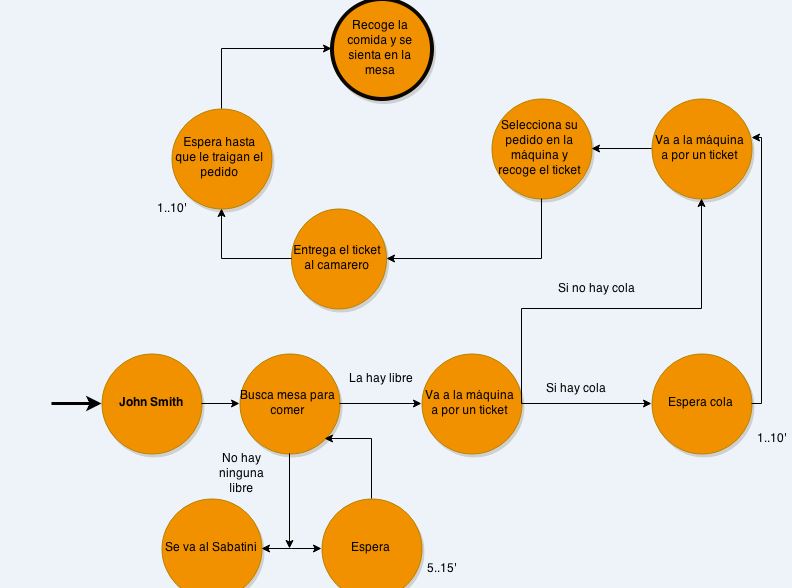 Recoge la
comida y se
sienta en la
mesa
Espera hasta
que le traigan el
pedido
1..10'
Selecciona su
pedido en la
máquina y
recoge el ticket
Va a la máquina
a por un ticket
Entrega el ticket
al camarero
Si no hay cola
John Smith
Busca mesa para
comer
La hay libre
Va a la máquina
a por un ticket
Si hay cola
Espera cola
1..10'
No hay
ninguna
libre
Se va al Sabatini
Espera
5..15'